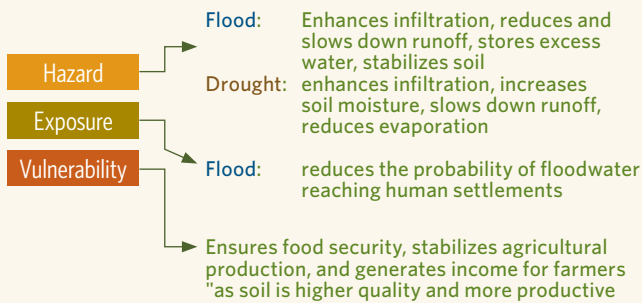 Hazard
Exposure
Vulnerability
Flood: Enhances infiltration, reduces and
slows down runoff, stores excess
water, stabilizes soil
Drought: enhances infiltration, increases
soil moisture, slows down runoff,
reduces evaporation
Flood: reduces the probability of floodwater
reaching human settlements
Ensures food security, stabilizes agricultural
production, and generates income for farmers
"as soil is higher quality and more productive